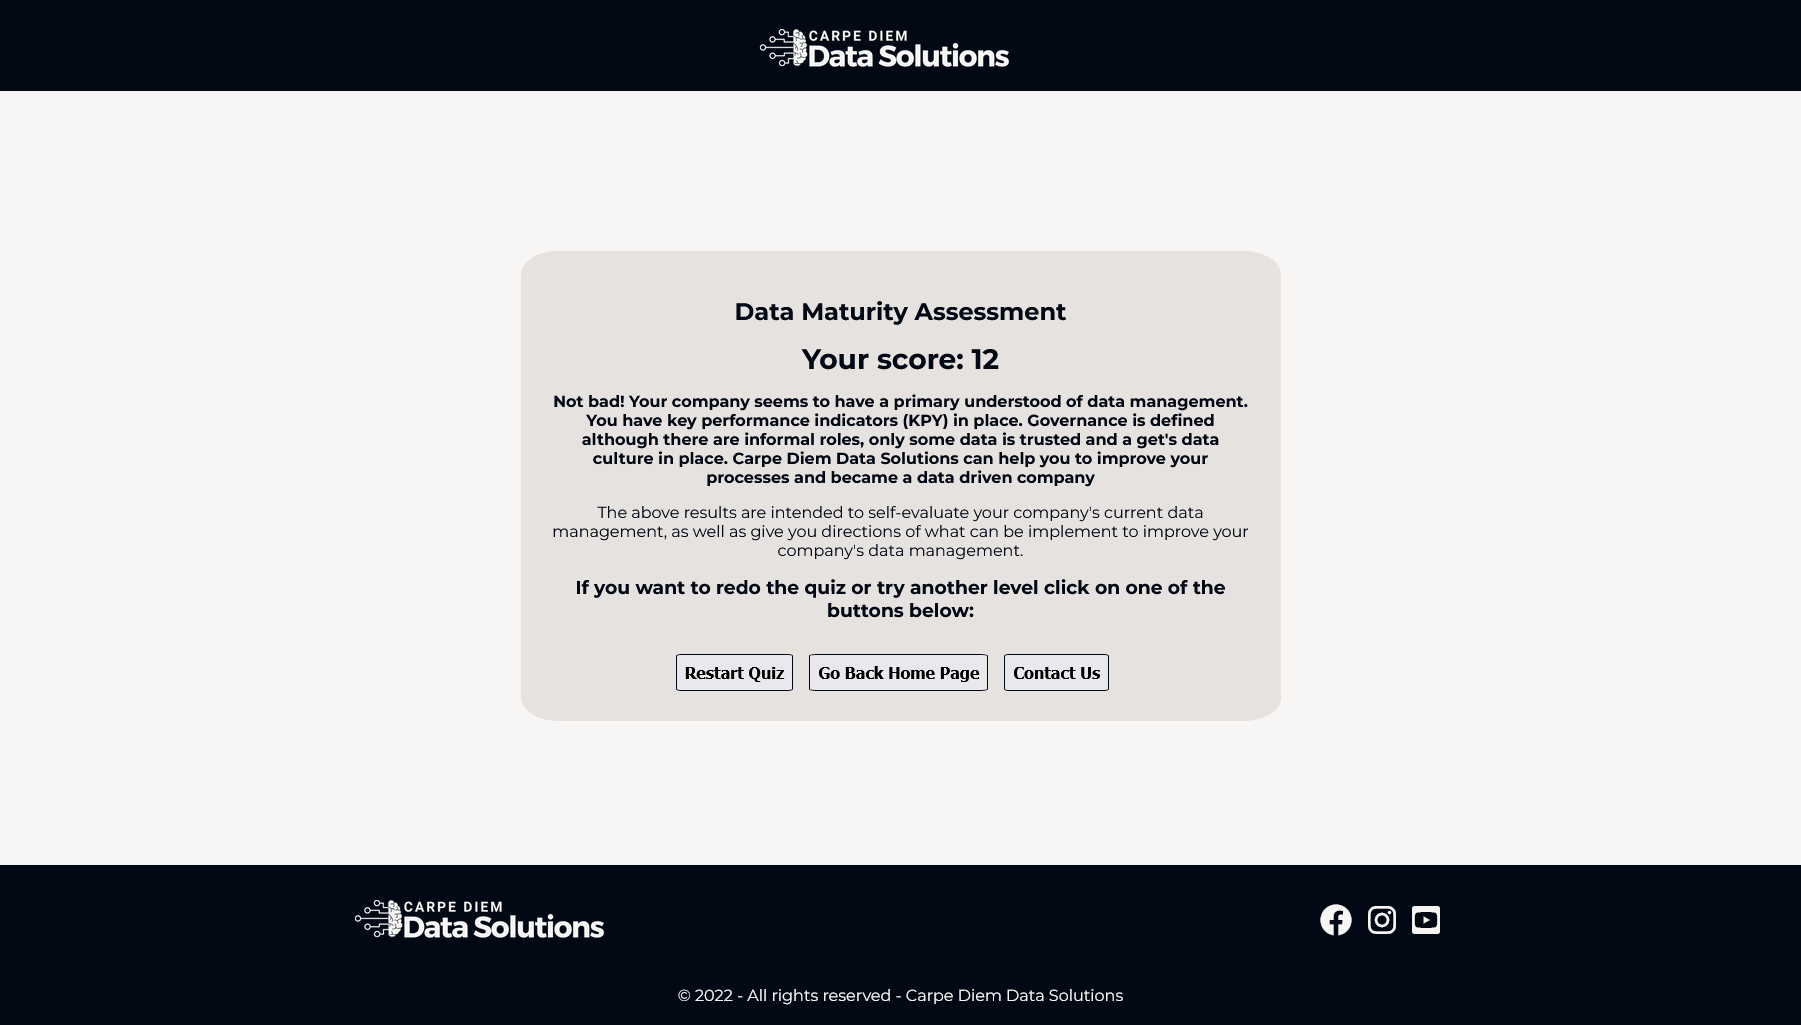 CARPE DIEM
Data Solutions
Data Maturity Assessment
Your score: 12
Not bad! Your company seems to have a primary understood of data management.
You have key performance indicators (KPY) in place. Governance is defined
although there are informal roles, only some data is trusted and a get's data
culture in place. Carpe Diem Data Solutions can help you to improve your
processes and became a data driven company
The above results are intended to self-evaluate your company's current data
management, as well as give you directions of what can be implement to improve your
company's data management.
If you want to redo the quiz or try another level click on one of the
buttons below:
Restart Quiz Go Back Home Page Contact Us
CARPE DIEM
Data Solutions
© 2022 - All rights reserved - Carpe Diem Data Solutions